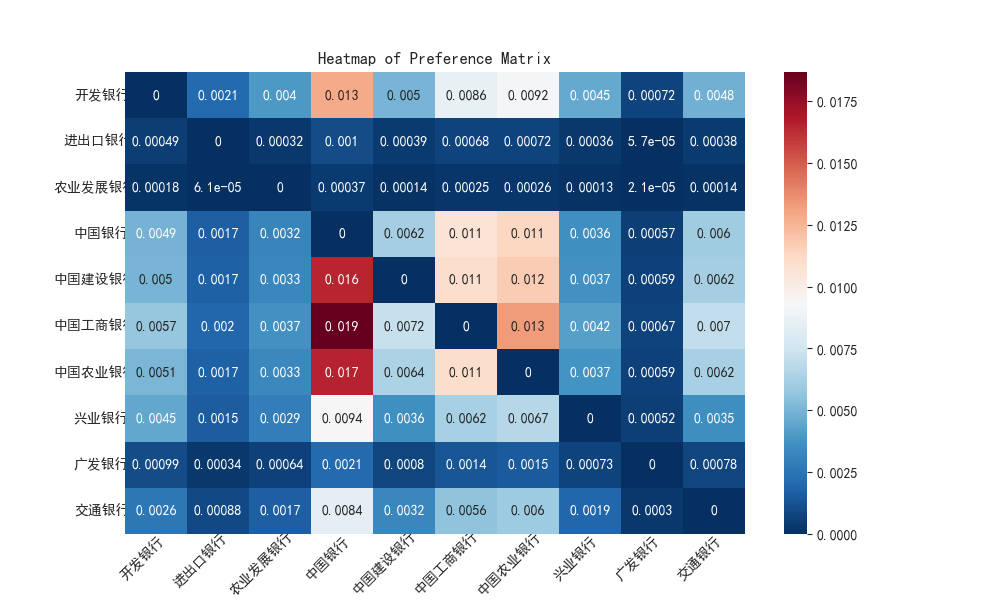 Heatmap of Preference Matrix
开发银行 0 0.0021 0.004 0.013 0.005 0.0086 0.0092 0.0045 0.00072 0.0048
进出口银行 0.00049 0 0.00032 0.001 0.00039 0.00068 0.00072 0.00036 5.7e-05 0.00038
农业发展银行 0.00018 6.1e-05 0 0.00037 0.00014 0.00025 0.00026 0.00013 2.1e-05 0.00014
中国银行 0.0049 0.0017 0.0032 0 0.0062 0.011 0.011 0.0036 0.00057 0.006
中国建设银行 0.005 0.0017 0.0033 0.016 0 0.011 0.012 0.0037 0.00059 0.0062
中国工商银行 0.0057 0.002 0.0037 0.019 0.0072 0 0.013 0.0042 0.00067 0.007
中国农业银行 0.0051 0.0017 0.0033 0.017 0.0064 0.011 0 0.0037 0.00059 0.0062
兴业银行 0.0045 0.0015 0.0029 0.0094 0.0036 0.0062 0.0067 0 0.00052 0.0035
广发银行 0.00099 0.00034 0.00064 0.0021 0.0008 0.0014 0.0015 0.00073 0 0.00078
交通银行 0.0026 0.00088 0.0017 0.0084 0.0032 0.0056 0.006 0.0019 0.0003 0
开发银行 进出口银行 农业发展银行 中国银行 中国建设银行 中国工商银行 中国农业银行 兴业银行 广发银行 交通银行
0.0175
0.0150
0.0125
0.0100
0.0075
0.0050
0.0025
0.0000